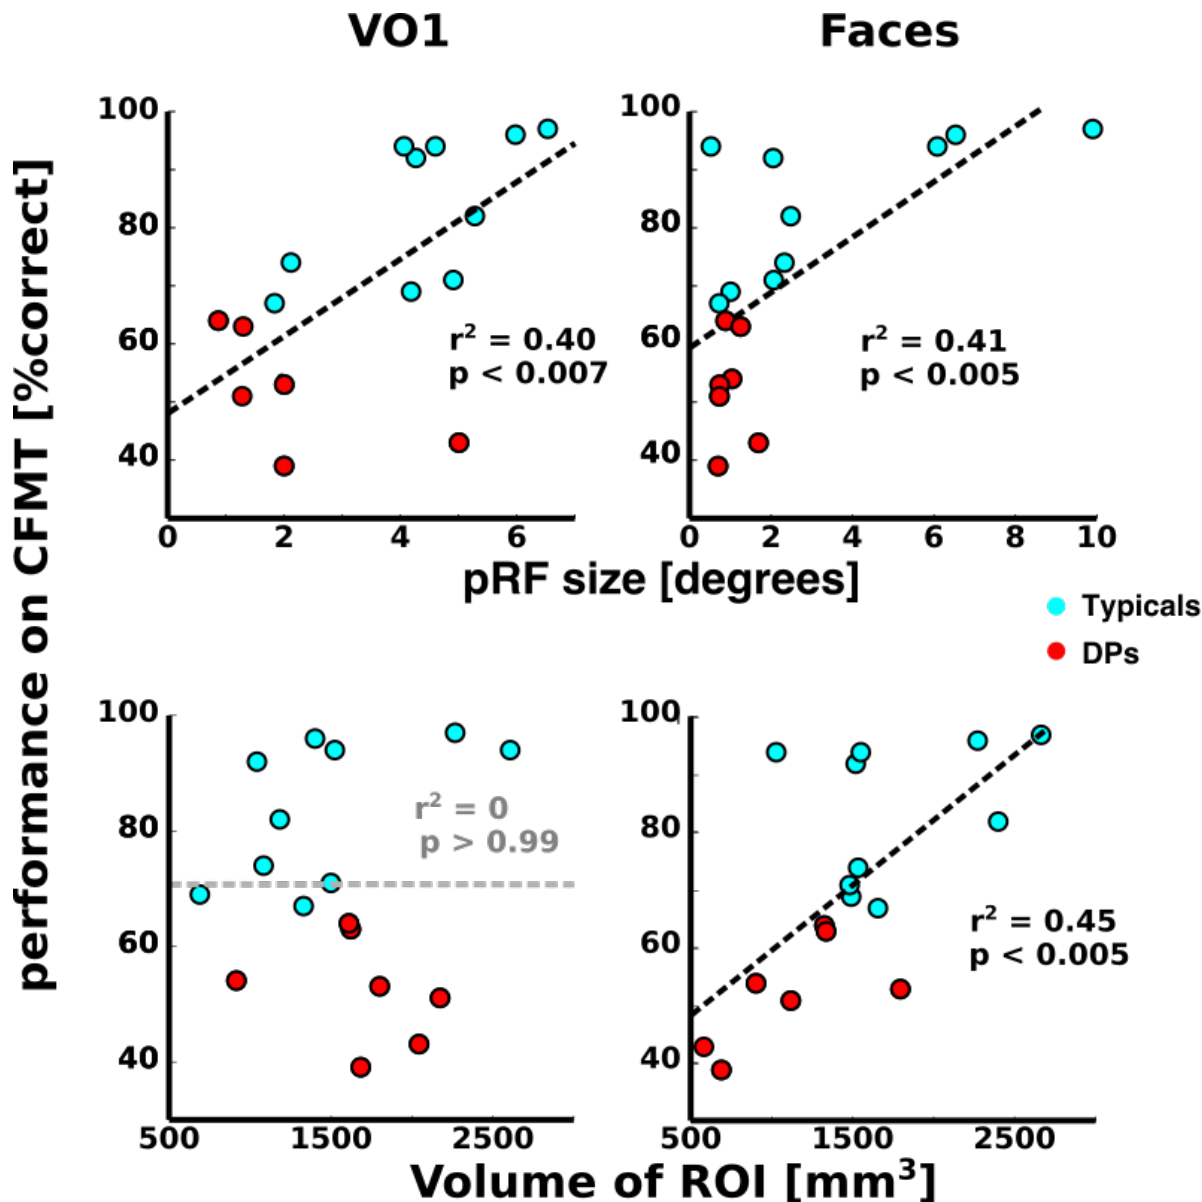 VO1
Faces
performance on CFMT [%correct]
100
80
60
40
r² = 0.40
p < 0.007
0 2 4 6
100
80
60
40
r² = 0.41
p < 0.005
0 2 4 6 8 10
pRF size [degrees]
Typicals
DPs
100
80
60
40
r² = 0
p > 0.99
500 1500 2500
100
80
60
40
r² = 0.45
p < 0.005
500 1500 2500
Volume of ROI [mm³]